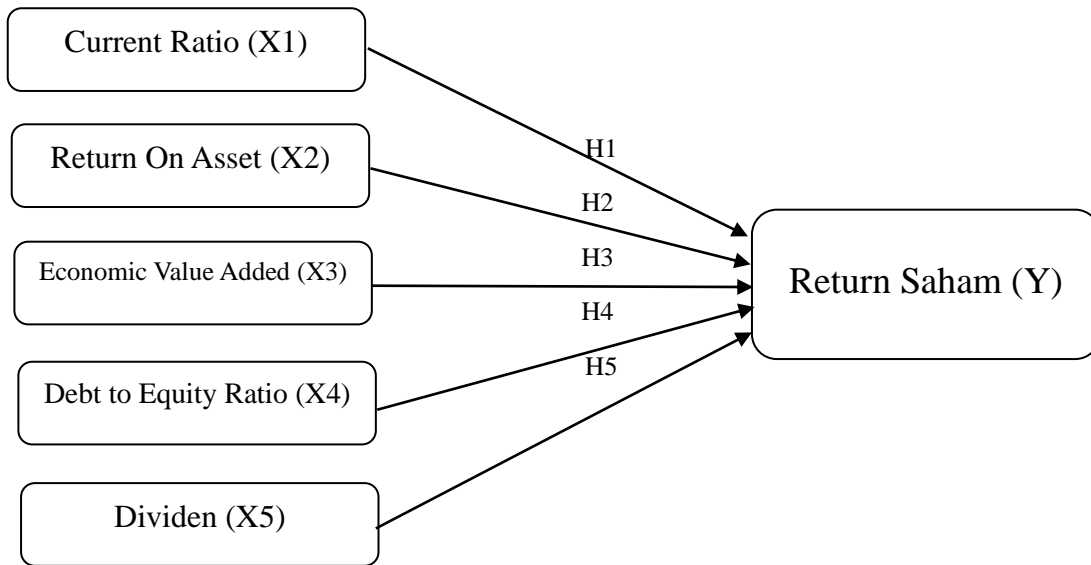 Current Ratio (X1)
Return On Asset (X2)
Economic Value Added (X3)
Debt to Equity Ratio (X4)
Dividen (X5)
H1
H2
H3
H4
H5
Return Saham (Y)